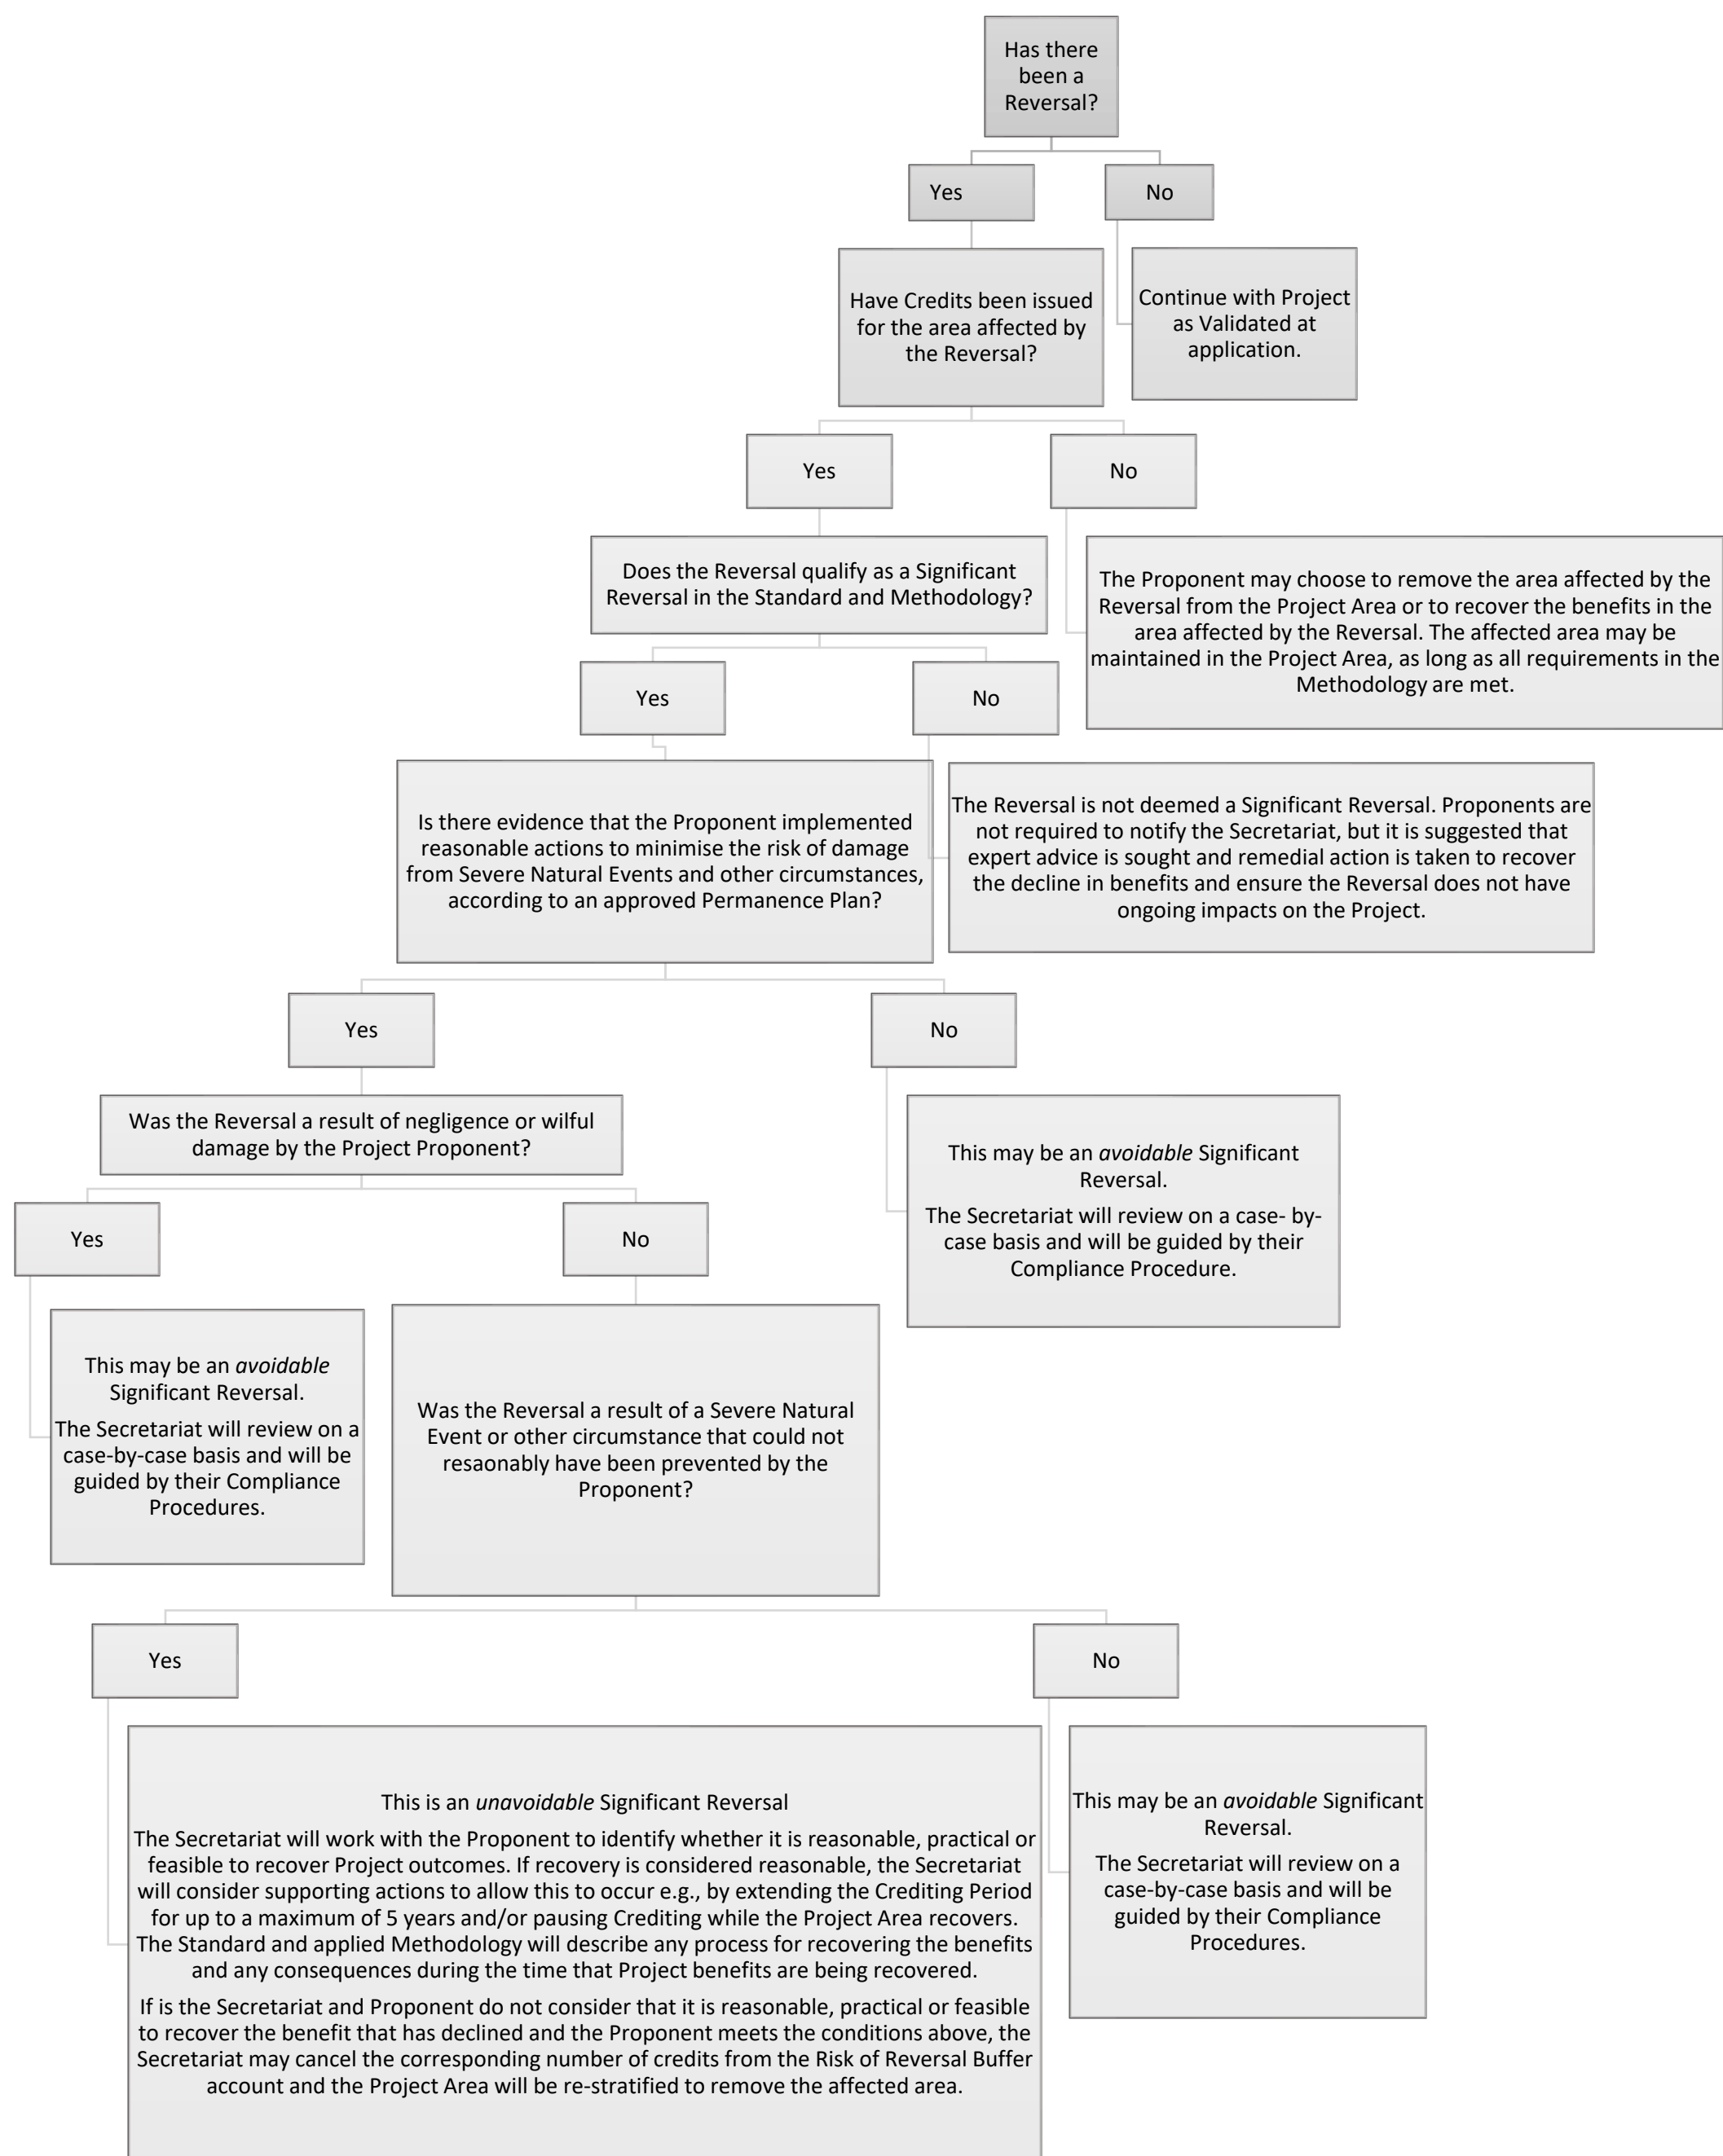 Has there
been a
Reversal?
Yes
No
Have Credits been issued
for the area affected by
the Reversal?
Continue with Project
as Validated at
application.
Yes
No
Does the Reversal qualify as a Significant
Reversal in the Standard and Methodology?
The Proponent may choose to remove the area affected by the
Reversal from the Project Area or to recover the benefits in the
area affected by the Reversal. The affected area may be
maintained in the Project Area, as long as all requirements in the
Methodology are met.
Yes
No
Is there evidence that the Proponent implemented
reasonable actions to minimise the risk of damage
from Severe Natural Events and other circumstances,
according to an approved Permanence Plan?
The Reversal is not deemed a Significant Reversal. Proponents are
not required to notify the Secretariat, but it is suggested that
expert advice is sought and remedial action is taken to recover
the decline in benefits and ensure the Reversal does not have
ongoing impacts on the Project.
Yes
No
Was the Reversal a result of negligence or wilful
damage by the Project Proponent?
This may be an avoidable Significant
Reversal.
The Secretariat will review on a case- by-
case basis and will be guided by their
Compliance Procedure.
Yes
No
This may be an avoidable
Significant Reversal.
The Secretariat will review on a
case-by-case basis and will be
guided by their Compliance
Procedures.
Was the Reversal a result of a Severe Natural
Event or other circumstance that could not
resaonably have been prevented by the
Proponent?
Yes
No
This is an unavoidable Significant Reversal
The Secretariat will work with the Proponent to identify whether it is reasonable, practical or
feasible to recover Project outcomes. If recovery is considered reasonable, the Secretariat
will consider supporting actions to allow this to occur e.g., by extending the Crediting Period
for up to a maximum of 5 years and/or pausing Crediting while the Project Area recovers.
The Standard and applied Methodology will describe any process for recovering the benefits
and any consequences during the time that Project benefits are being recovered.
If is the Secretariat and Proponent do not consider that it is reasonable, practical or feasible
to recover the benefit that has declined and the Proponent meets the conditions above, the
Secretariat may cancel the corresponding number of credits from the Risk of Reversal Buffer
account and the Project Area will be re-stratified to remove the affected area.
This may be an avoidable Significant
Reversal.
The Secretariat will review on a
case-by-case basis and will be
guided by their Compliance
Procedures.